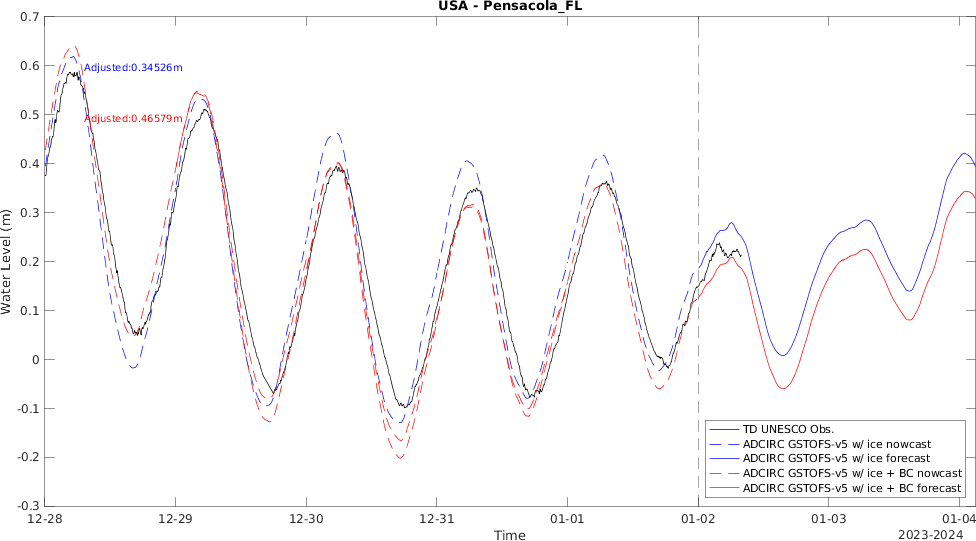 USA - Pensacola_FL
0.7
0.6
0.5
0.4
0.3
0.2
0.1
0
-0.1
-0.2
-0.3
Water Level (m)
Adjusted:0.34526m
Adjusted:0.46579m
TD UNESCO Obs.
ADCIRC GSTOFS-v5 w/ ice nowcast
ADCIRC GSTOFS-v5 w/ ice forecast
ADCIRC GSTOFS-v5 w/ ice + BC nowcast
ADCIRC GSTOFS-v5 w/ ice + BC forecast
12-28 12-29 12-30 12-31 01-01 01-02 01-03 01-04
Time
2023-2024